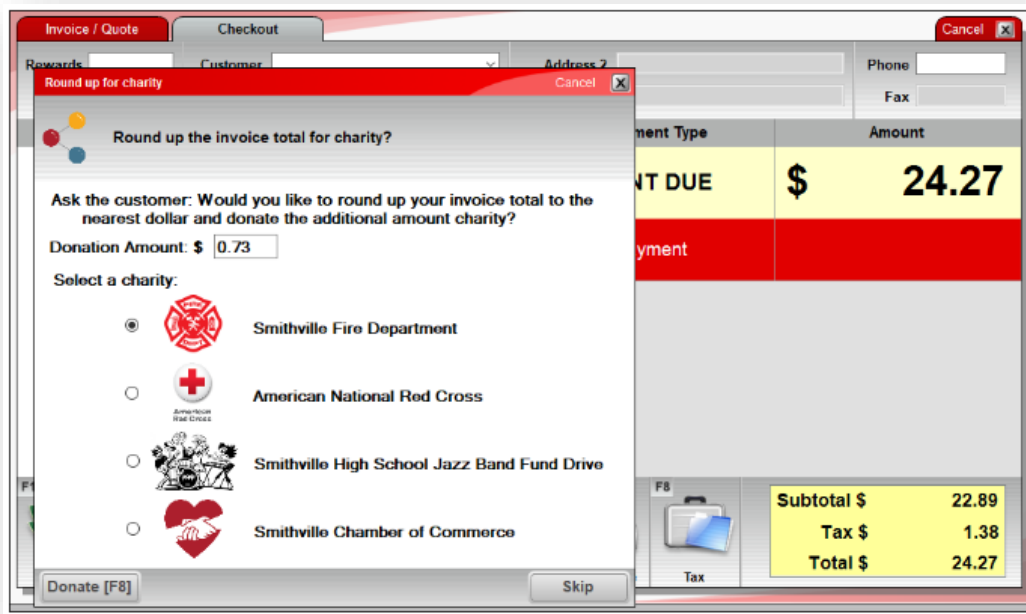 Invoice / Quote
Checkout
Cancel
Rewards
Customer
Address 2
Phone
Fax
Round up for charity
Cancel
Round up the invoice total for charity?
Type
Amount
DUE
$ 24.27
Ask the customer: Would you like to round up your invoice total to the
nearest dollar and donate the additional amount charity?
Donation Amount: $ 0.73
Select a charity:
Smithville Fire Department
American
Red Cross
American National Red Cross
Smithville High School Jazz Band Fund Drive
Smithville Chamber of Commerce
Donate [F8]
Skip
F8
Tax
Subtotal $ 22.89
Tax $ 1.38
Total $ 24.27